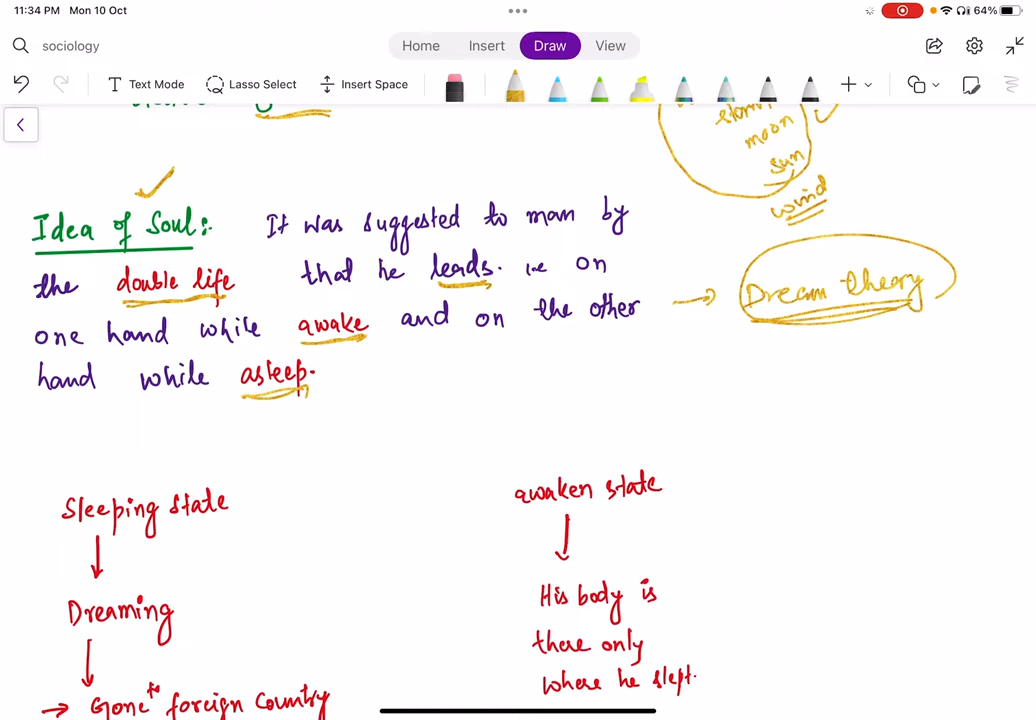 11:34 PM Mon 10 Oct
64%
sociology
Home Insert Draw View
Text Mode Lasso Select Insert Space
moon
sun
wind
Idea of Soul:. It was suggested to man by
the double life that he leads. i.e on
one hand while awake and on the other
hand while asleep.
→ Dream theory
Sleeping state
Dreaming
→ Gone to foreign country
awaken state
His body is
there only
where he slept.